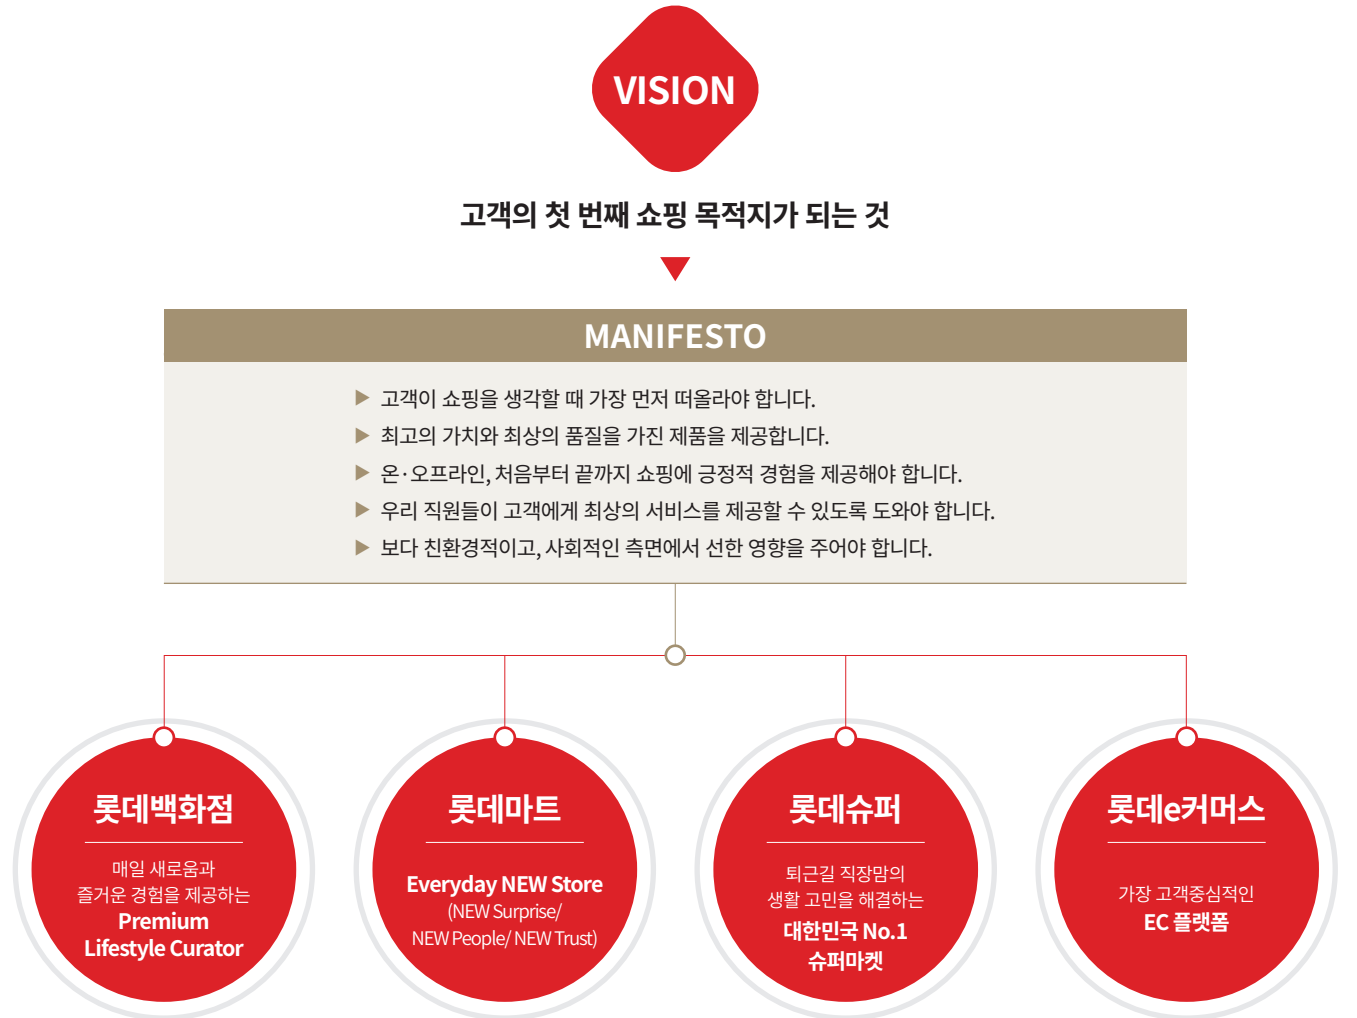 VISION
고객의 첫 번째 쇼핑 목적지가 되는 것
MANIFESTO
고객이 쇼핑을 생각할 때 가장 먼저 떠올라야 합니다.
최고의 가치와 최상의 품질을 가진 제품을 제공합니다.
온·오프라인, 처음부터 끝까지 쇼핑에 긍정적 경험을 제공해야 합니다.
우리 직원들이 고객에게 최상의 서비스를 제공할 수 있도록 도와야 합니다.
보다 친환경적이고, 사회적인 측면에서 선한 영향을 주어야 합니다.
롯데백화점
매일 새로움과
즐거운 경험을 제공하는
Premium
Lifestyle Curator
롯데마트
Everyday NEW Store
(NEW Surprise/
NEW People/ NEW Trust)
롯데슈퍼
퇴근길 직장맘의
생활 고민을 해결하는
대한민국 No.1
슈퍼마켓
롯데e커머스
가장 고객중심적인
EC 플랫폼